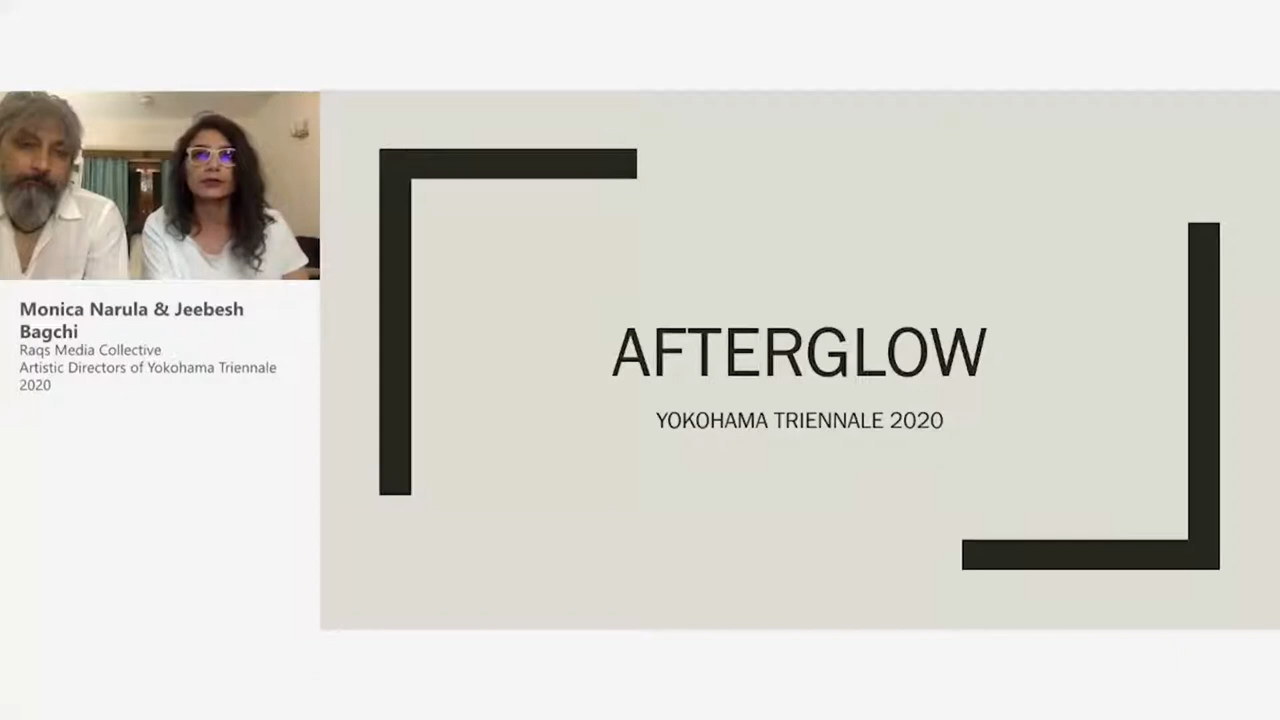 Monica Narula & Jeebesh
Bagchi
Raqs Media Collective
Artistic Directors of Yokohama Triennale
2020
AFTERGLOW
YOKOHAMA TRIENNALE 2020